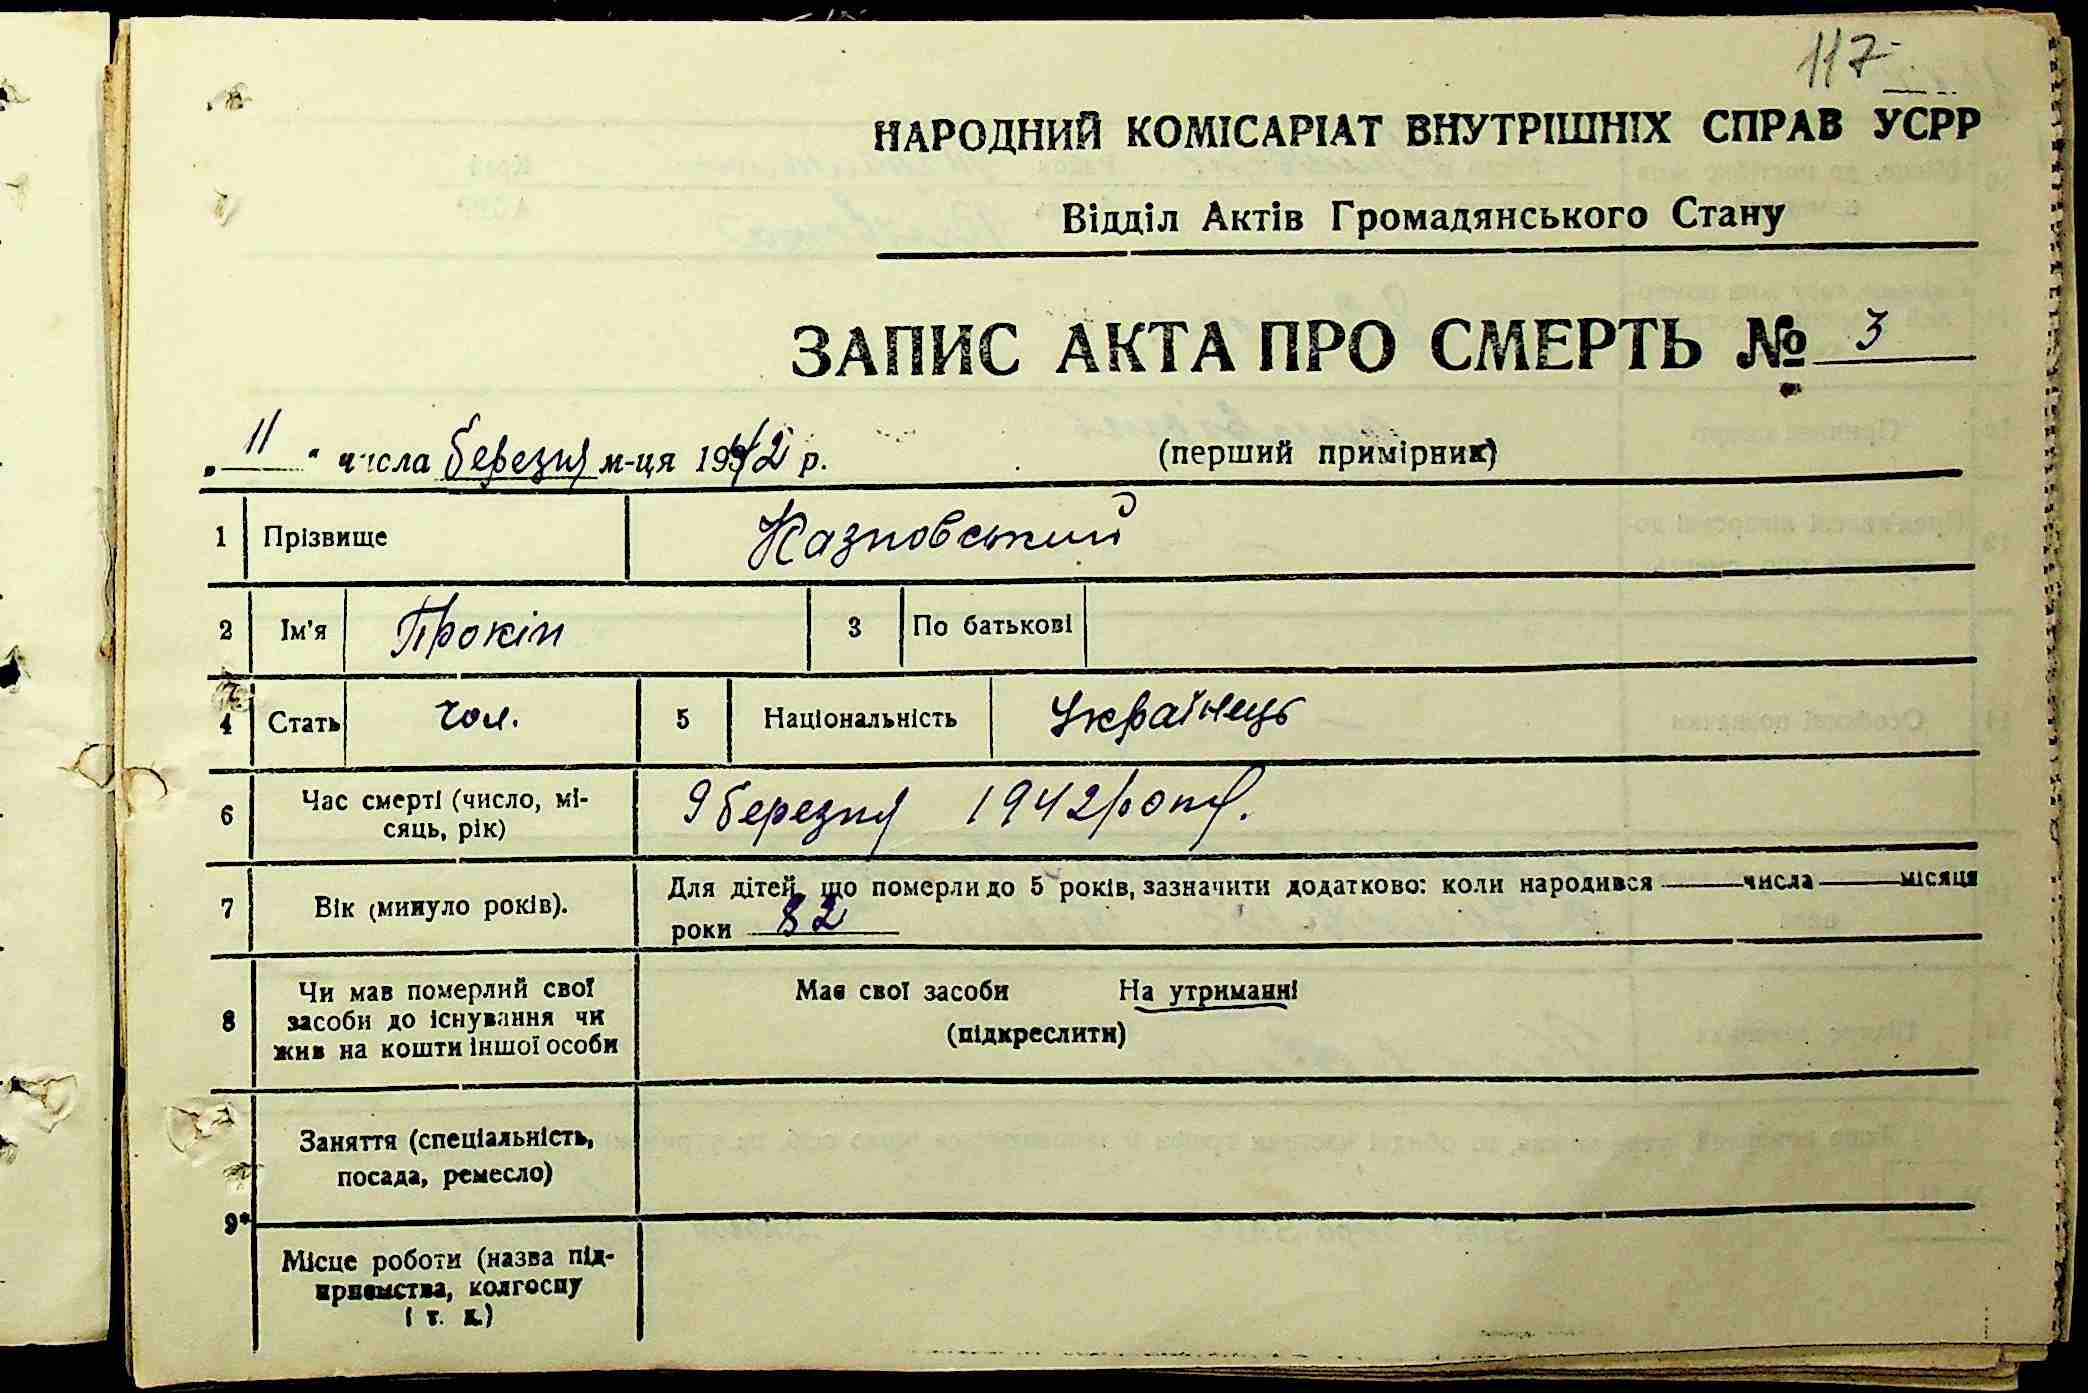 117
НАРОДНИЙ КОМІСАРІАТ ВНУТРІШНІХ СПРАВ УСРР
Відділ Актів Громадянського Стану
ЗАПИС АКТА ПРО СМЕРТЬ № 3
„ 11 “ числа березня м-ця 1942 р. (перший примірник)
1 Прізвище Казновський
2 Ім'я Прокіп 3 По батькові
4 Стать чол. 5 Національність Українець
6 Час смерті (число, мі-
сяць, рік) 9 березня 1942 року.
7 Вік (минуло років). Для дітей, що померли до 5 років, зазначити додатково: коли народився — числа — місяця
роки 82
8 Чи мав померлий свої
засоби до існування чи
жив на кошти іншої особи
Має свої засоби На утриманні
(підкреслити)
Заняття (спеціальність,
посада, ремесло)
9*
Місце роботи (назва під-
приємства, колгоспу
і т. д.)